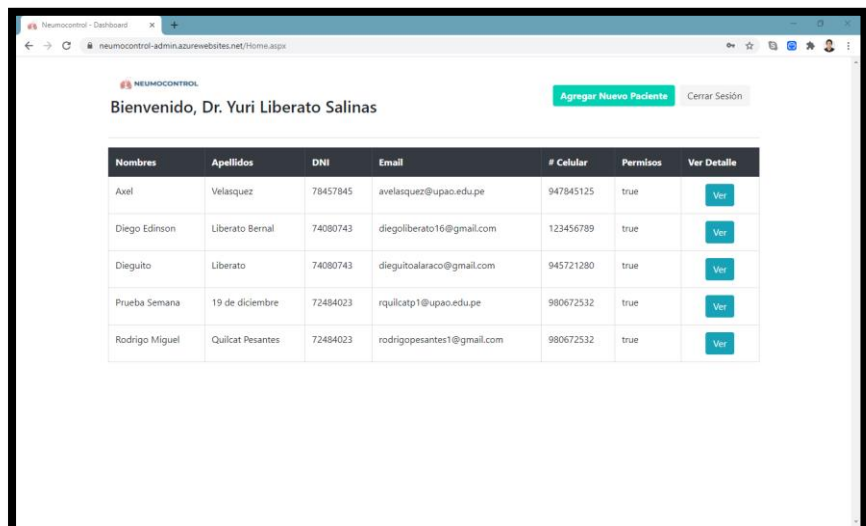 Neumocontrol - Dashboard
neumocontrol-admin.azurewebsites.net/Home.aspx
NEUMOCONTROL
Bienvenido, Dr. Yuri Liberato Salinas
Agregar Nuevo Paciente Cerrar Sesión
Nombres Apellidos DNI Email # Celular Permisos Ver Detalle
Axel Velasquez 78457845 avelasquez@upao.edu.pe 947845125 true Ver
Diego Edinson Liberato Bernal 74080743 diegoliberato16@gmail.com 123456789 true Ver
Dieguito Liberato 74080743 dieguitoalaraco@gmail.com 945721280 true Ver
Prueba Semana 19 de diciembre 72484023 rquilcatp1@upao.edu.pe 980672532 true Ver
Rodrigo Miguel Quilcat Pesantes 72484023 rodrigopesantes1@gmail.com 980672532 true Ver